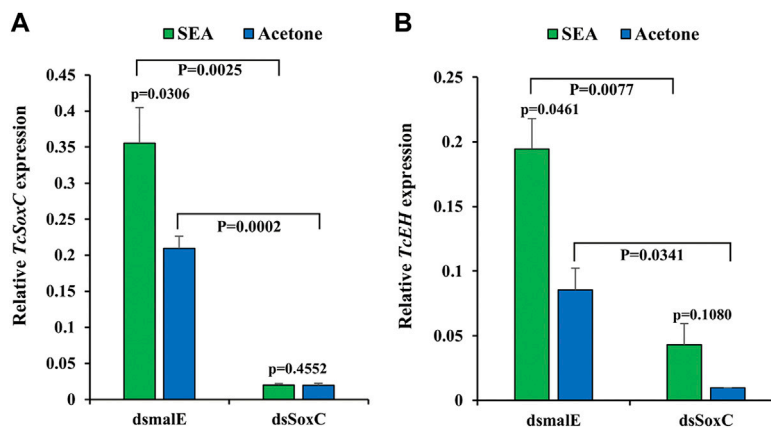 A
SEA Acetone
0.45
0.4
0.35
0.3
0.25
0.2
0.15
0.1
0.05
0
Relative TcSoxC expression
P=0.0025
p=0.0306
P=0.0002
p=0.4552
dsmalE dsSoxC
B
SEA Acetone
0.25
0.2
0.15
0.1
0.05
0
Relative TcEH expression
P=0.0077
p=0.0461
P=0.0341
p=0.1080
dsmalE dsSoxC